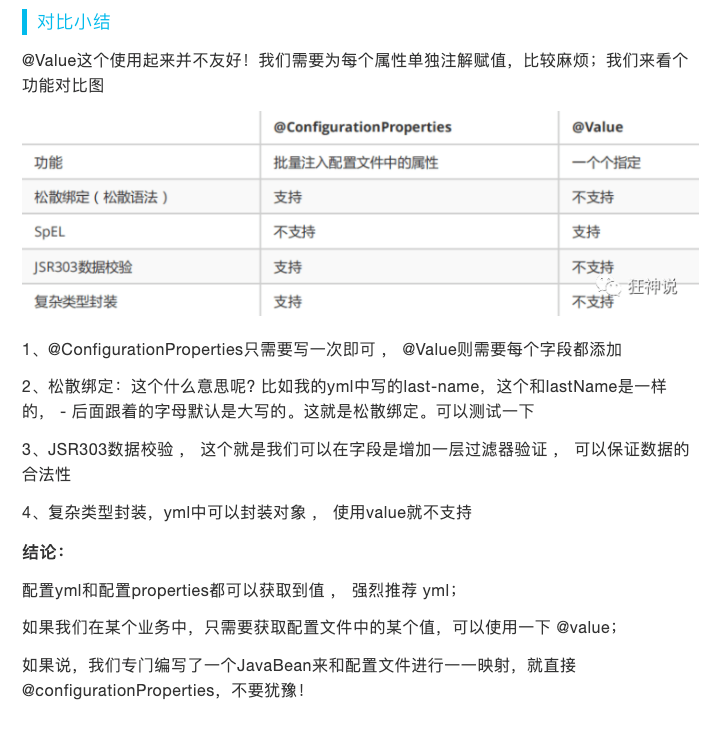 对比小结
@Value这个使用起来并不友好！我们需要为每个属性单独注解赋值，比较麻烦；我们来看个
功能对比图
@ConfigurationProperties @Value
功能 批量注入配置文件中的属性 一个个指定
松散绑定（松散语法） 支持 不支持
SpEL 不支持 支持
JSR303数据校验 支持 不支持
狂神说
复杂类型封装 支持 不支持
1、@ConfigurationProperties只需要写一次即可 ， @Value则需要每个字段都添加
2、松散绑定：这个什么意思呢? 比如我的yml中写的last-name，这个和lastName是一样
的， - 后面跟着的字母默认是大写的。这就是松散绑定。可以测试一下
3、JSR303数据校验 ， 这个就是我们可以在字段是增加一层过滤器验证 ， 可以保证数据的
合法性
4、复杂类型封装，yml中可以封装对象 ， 使用value就不支持
结论：
配置yml和配置properties都可以获取到值 ， 强烈推荐 yml；
如果我们在某个业务中，只需要获取配置文件中的某个值，可以使用一下 @value；
如果说，我们专门编写了一个JavaBean来和配置文件进行一一映射，就直接
@configurationProperties，不要犹豫！